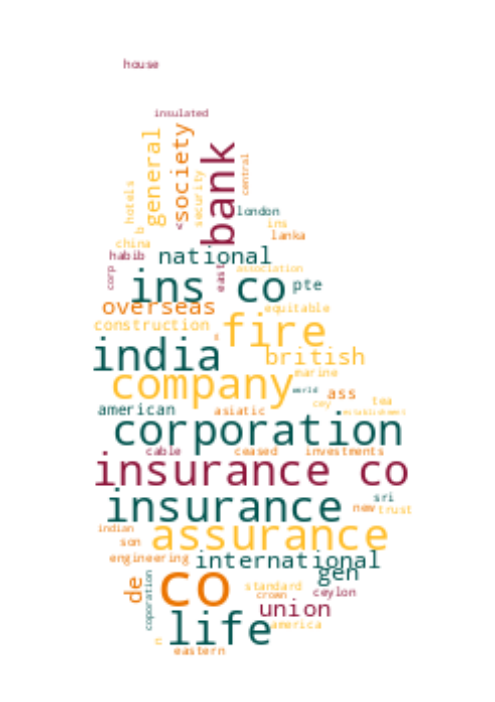 house
insulated
general
society
bank
central
hotels
security
b
london
ins
lanka
china
habib
national
association
corp
east
ins co
pte
overseas
equitable
construction
fire
india
british
marine
company
world
ass
tea
american
asiatic
cey
establishment
corporation
cable
ceased
investments
insurance co
insurance
sri
new
trust
indian
assurance
son
engineering
international
gen
de
coporation
co
standard
crown
ceylon
union
life
america
n
eastern